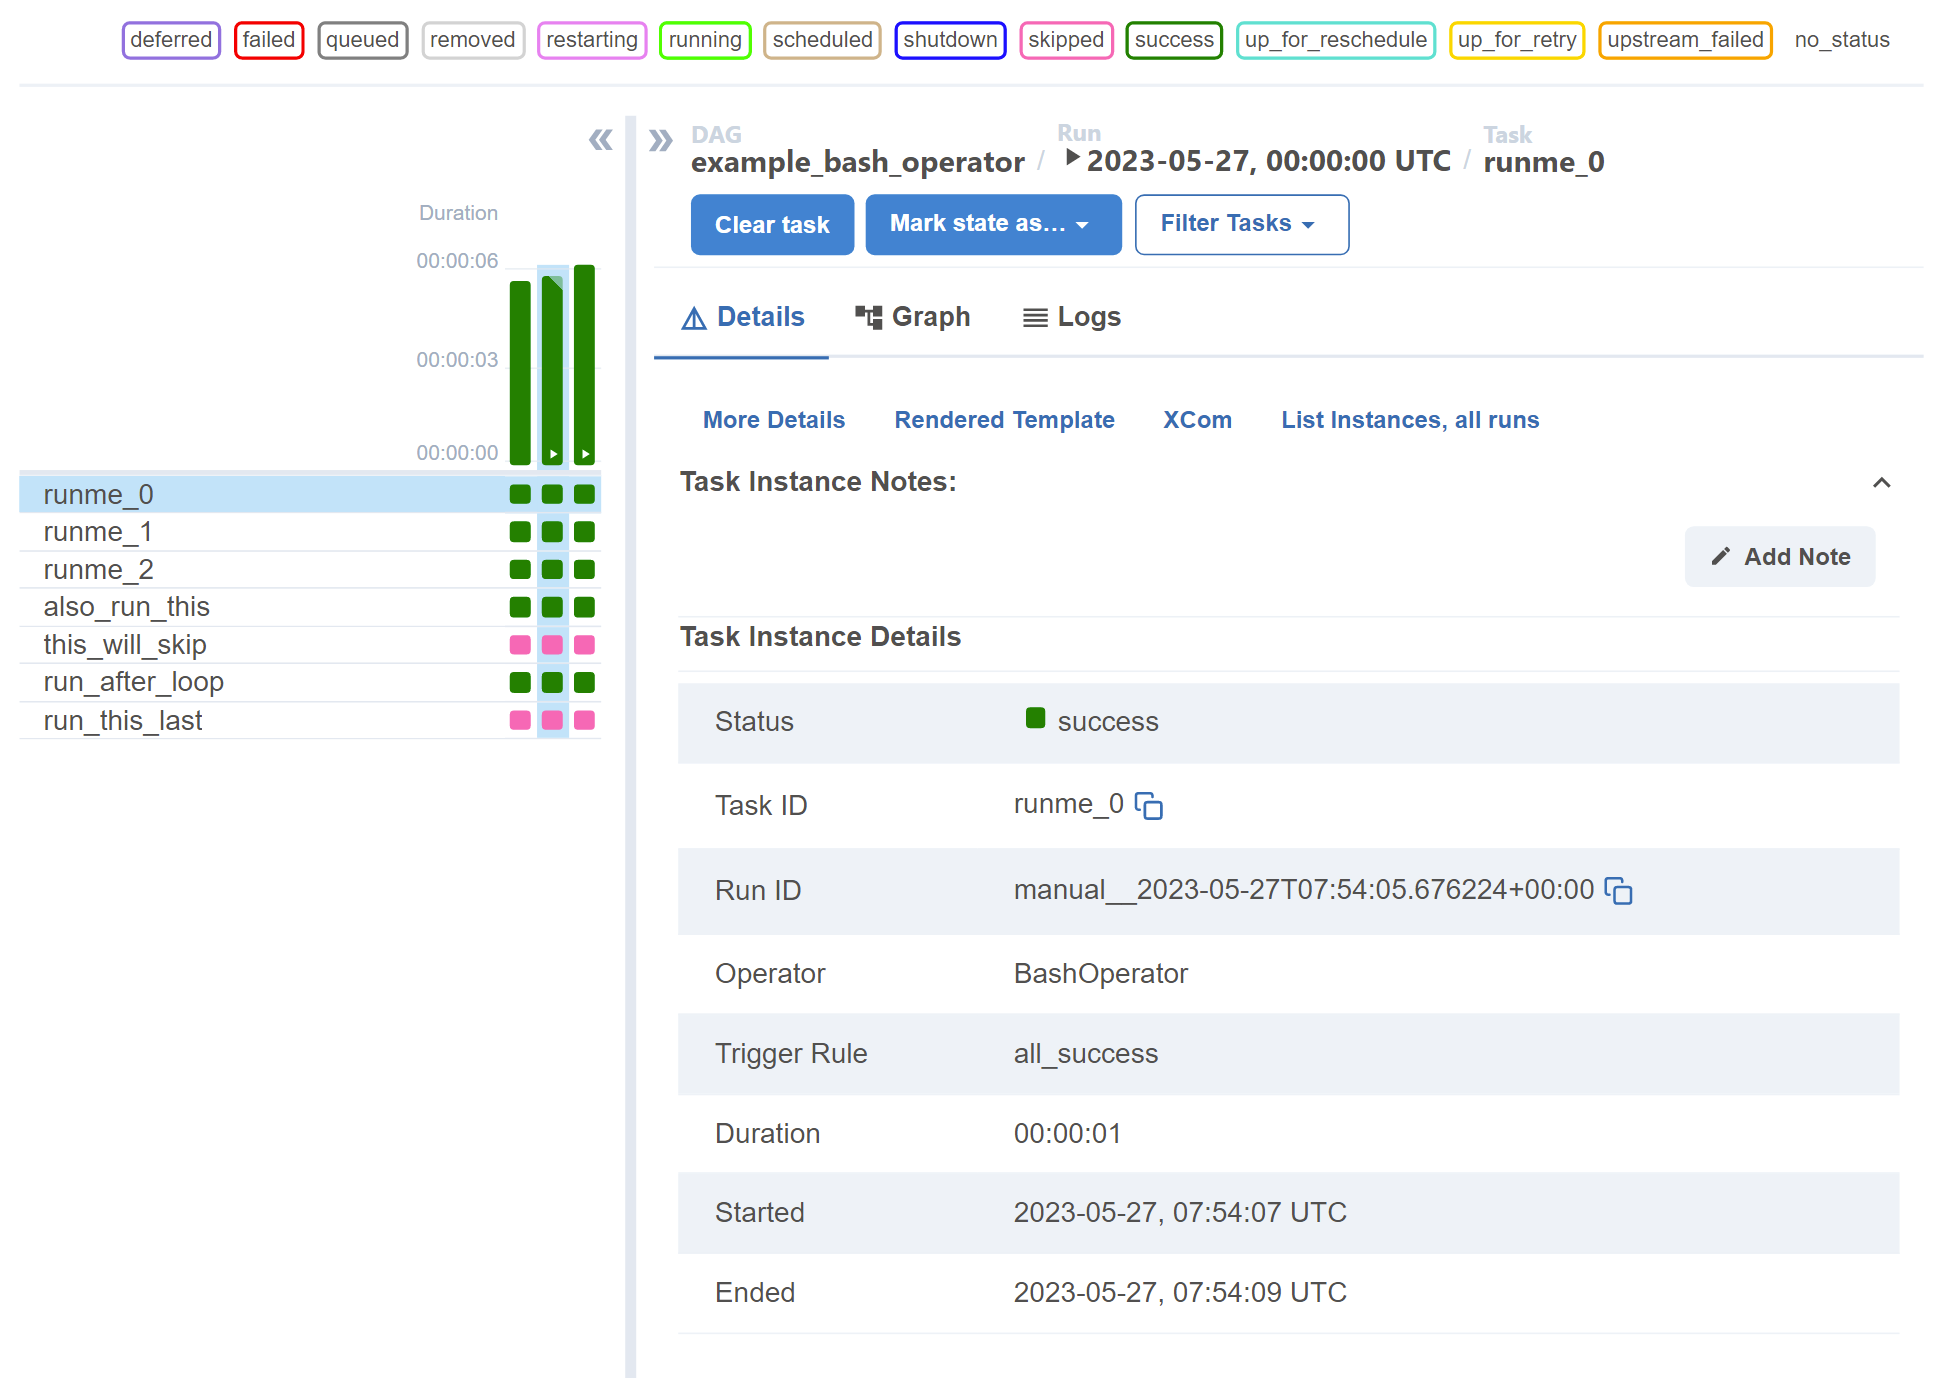 deferred failed queued removed restarting running scheduled shutdown skipped success up_for_reschedule up_for_retry upstream_failed no_status
DAG Run Task
example_bash_operator / 2023-05-27, 00:00:00 UTC / runme_0
Clear task Mark state as... Filter Tasks
Duration
00:00:06
00:00:03
00:00:00
runme_0
runme_1
runme_2
also_run_this
this_will_skip
run_after_loop
run_this_last
Details Graph Logs
More Details Rendered Template XCom List Instances, all runs
Task Instance Notes:
Add Note
Task Instance Details
Status success
Task ID runme_0
Run ID manual__2023-05-27T07:54:05.676224+00:00
Operator BashOperator
Trigger Rule all_success
Duration 00:00:01
Started 2023-05-27, 07:54:07 UTC
Ended 2023-05-27, 07:54:09 UTC